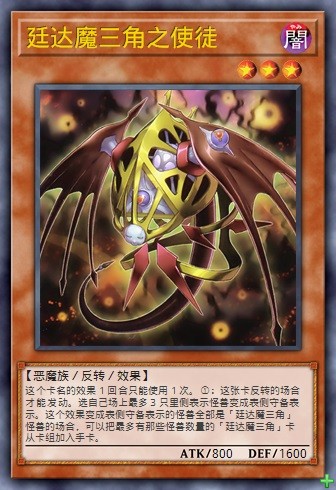 廷达魔三角之使徒
闇
【恶魔族／反转／效果】
这个卡名的效果１回合只能使用１次。①：这张卡反转的场合
才能发动。选自己场上最多３只里侧表示怪兽变成表侧守备表
示。这个效果变成表侧守备表示的怪兽全部是「廷达魔三角」
怪兽的场合，可以把最多有那些怪兽数量的「廷达魔三角」卡
从卡组加入手卡。
ATK/800 DEF/1600